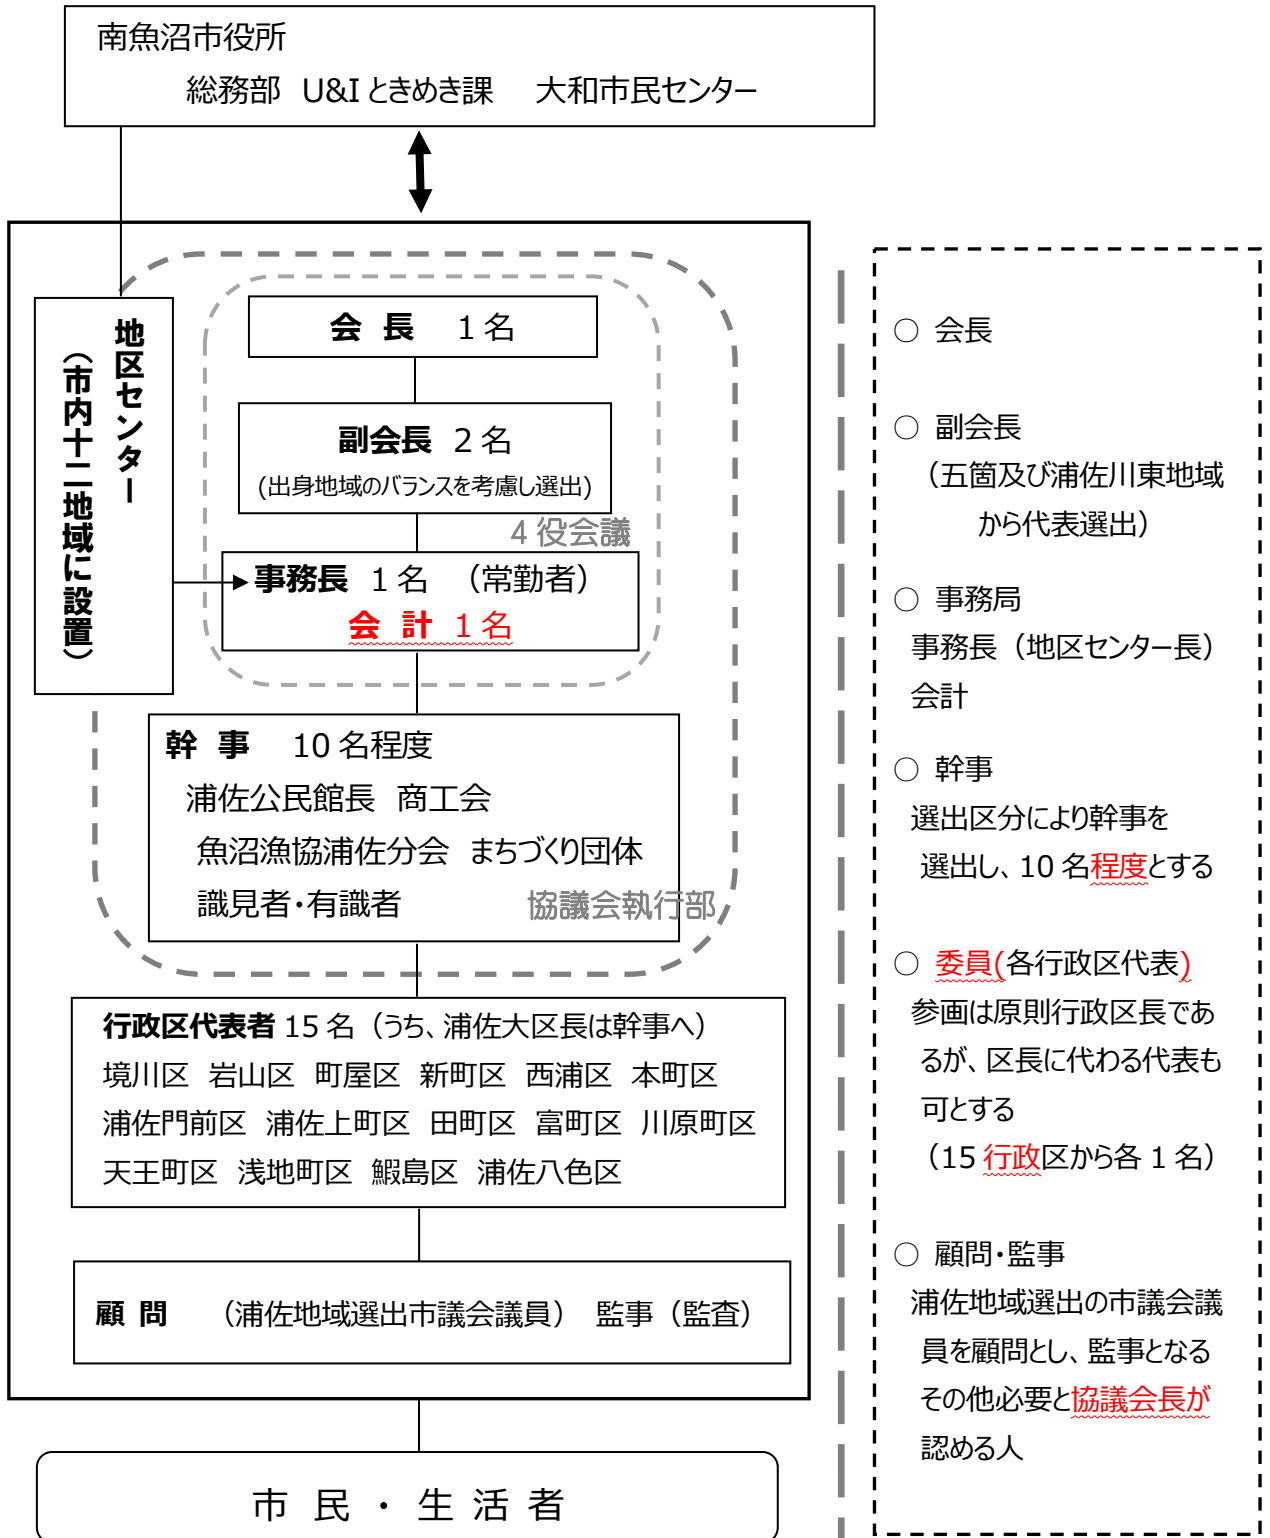 南魚沼市役所
総務部 U&Iときめき課 大和市民センター
地区センター
（市内十二地域に設置）
会 長 1名
副会長 2名
(出身地域のバランスを考慮し選出)
4役会議
事務長 1名 （常勤者）
会 計 1名
幹 事 10名程度
浦佐公民館長 商工会
魚沼漁協浦佐分会 まちづくり団体
識見者・有識者
協議会執行部
行政区代表者 15名（うち、浦佐大区長は幹事へ）
境川区 岩山区 町屋区 新町区 西浦区 本町区
浦佐門前区 浦佐上町区 田町区 富町区 川原町区
天王町区 浅地町区 鰕島区 浦佐八色区
顧 問 （浦佐地域選出市議会議員） 監事（監査）
市 民 ・ 生 活 者
○ 会長
○ 副会長
（五箇及び浦佐川東地域
から代表選出）
○ 事務局
事務長（地区センター長）
会計
○ 幹事
選出区分により幹事を
選出し、10名程度とする
○ 委員(各行政区代表)
参画は原則行政区長であ
るが、区長に代わる代表も
可とする
（15行政区から各1名）
○ 顧問・監事
浦佐地域選出の市議会議
員を顧問とし、監事となる
その他必要と協議会長が
認める人